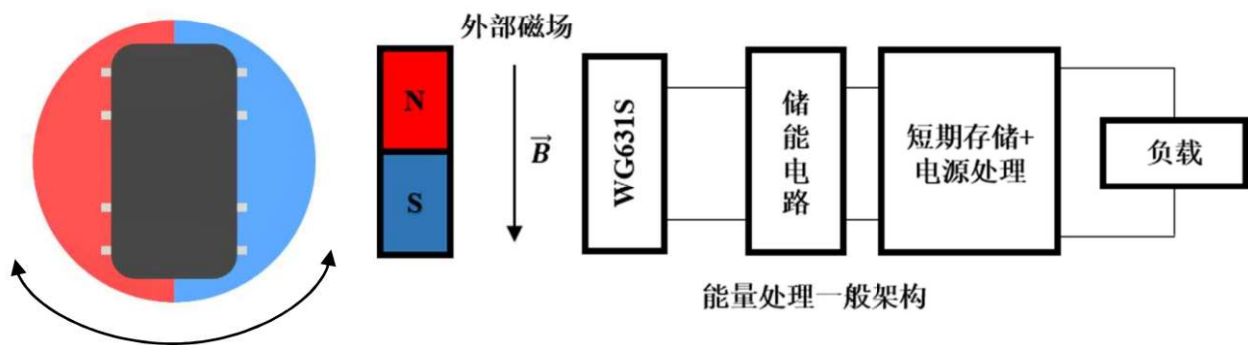 外部磁场
N
S
B
WG631S
储能电路
短期存储+
电源处理
负载
能量处理一般架构